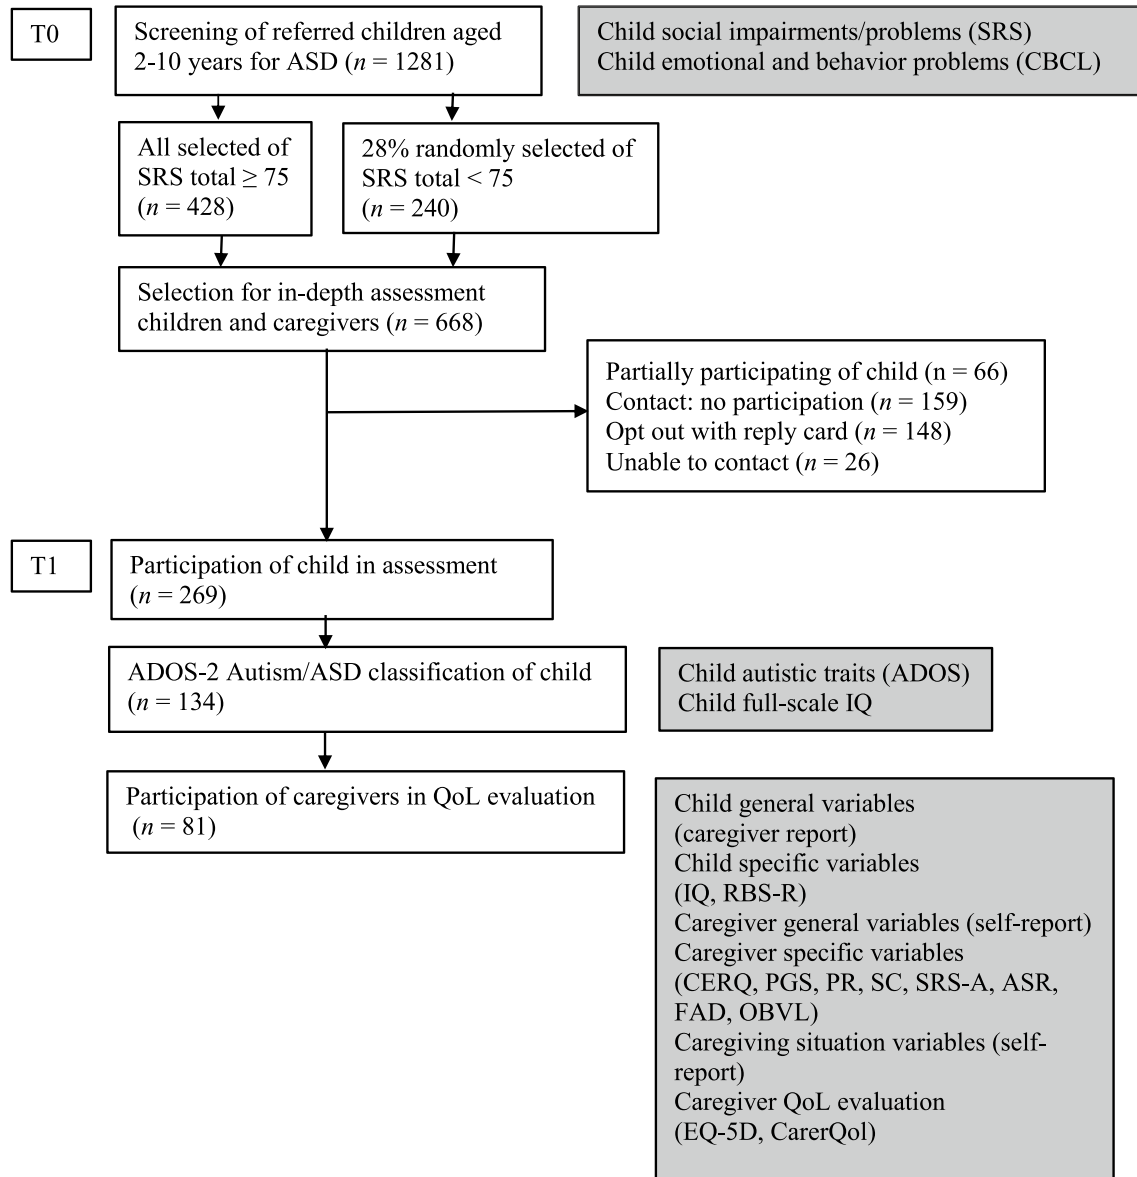 T0
Screening of referred children aged
2-10 years for ASD (n = 1281)
Child social impairments/problems (SRS)
Child emotional and behavior problems (CBCL)
All selected of
SRS total ≥ 75
(n = 428)
28% randomly selected of
SRS total < 75
(n = 240)
Selection for in-depth assessment
children and caregivers (n = 668)
Partially participating of child (n = 66)
Contact: no participation (n = 159)
Opt out with reply card (n = 148)
Unable to contact (n = 26)
T1
Participation of child in assessment
(n = 269)
ADOS-2 Autism/ASD classification of child
(n = 134)
Child autistic traits (ADOS)
Child full-scale IQ
Participation of caregivers in QoL evaluation
(n = 81)
Child general variables
(caregiver report)
Child specific variables
(IQ, RBS-R)
Caregiver general variables (self-report)
Caregiver specific variables
(CERQ, PGS, PR, SC, SRS-A, ASR,
FAD, OBVL)
Caregiving situation variables (self-
report)
Caregiver QoL evaluation
(EQ-5D, CarerQol)